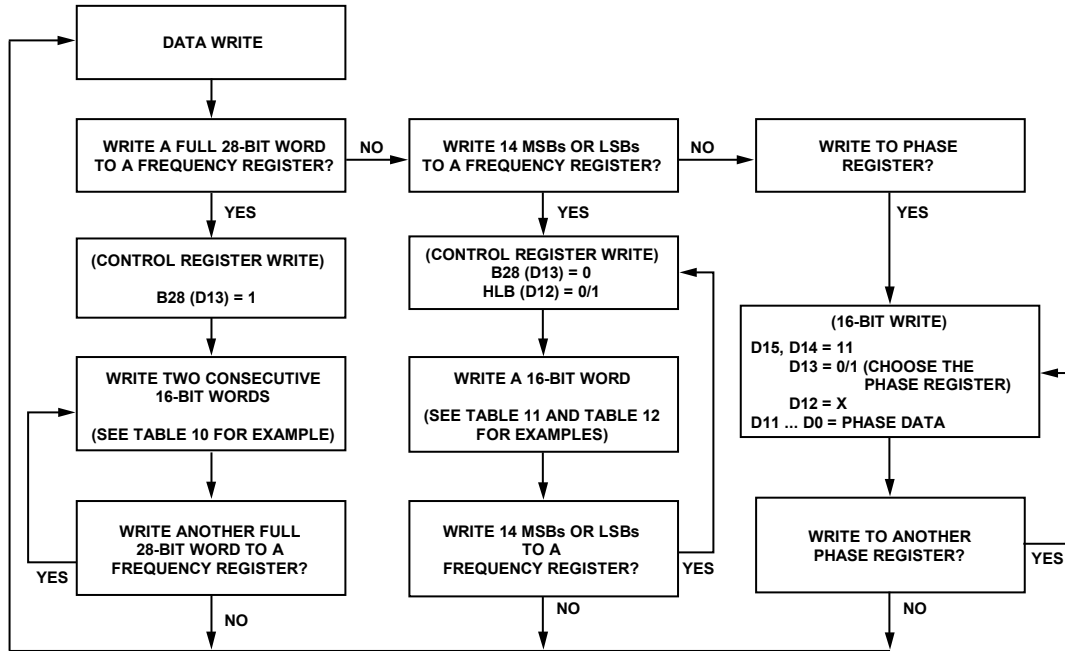 DATA WRITE
WRITE A FULL 28-BIT WORD
TO A FREQUENCY REGISTER?
NO
WRITE 14 MSBs OR LSBs
TO A FREQUENCY REGISTER?
NO
WRITE TO PHASE
REGISTER?
YES
YES
YES
(CONTROL REGISTER WRITE)
B28 (D13) = 1
(CONTROL REGISTER WRITE)
B28 (D13) = 0
HLB (D12) = 0/1
(16-BIT WRITE)
D15, D14 = 11
D13 = 0/1 (CHOOSE THE
PHASE REGISTER)
D12 = X
D11 ... D0 = PHASE DATA
WRITE TWO CONSECUTIVE
16-BIT WORDS
(SEE TABLE 10 FOR EXAMPLE)
WRITE A 16-BIT WORD
(SEE TABLE 11 AND TABLE 12
FOR EXAMPLES)
WRITE ANOTHER FULL
28-BIT WORD TO A
FREQUENCY REGISTER?
YES
NO
WRITE 14 MSBs OR LSBs
TO A
FREQUENCY REGISTER?
YES
NO
WRITE TO ANOTHER
PHASE REGISTER?
YES
NO